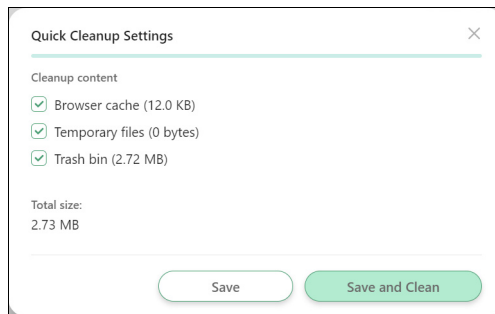 Quick Cleanup Settings
Cleanup content
Browser cache (12.0 KB)
Temporary files (0 bytes)
Trash bin (2.72 MB)
Total size:
2.73 MB
Save
Save and Clean